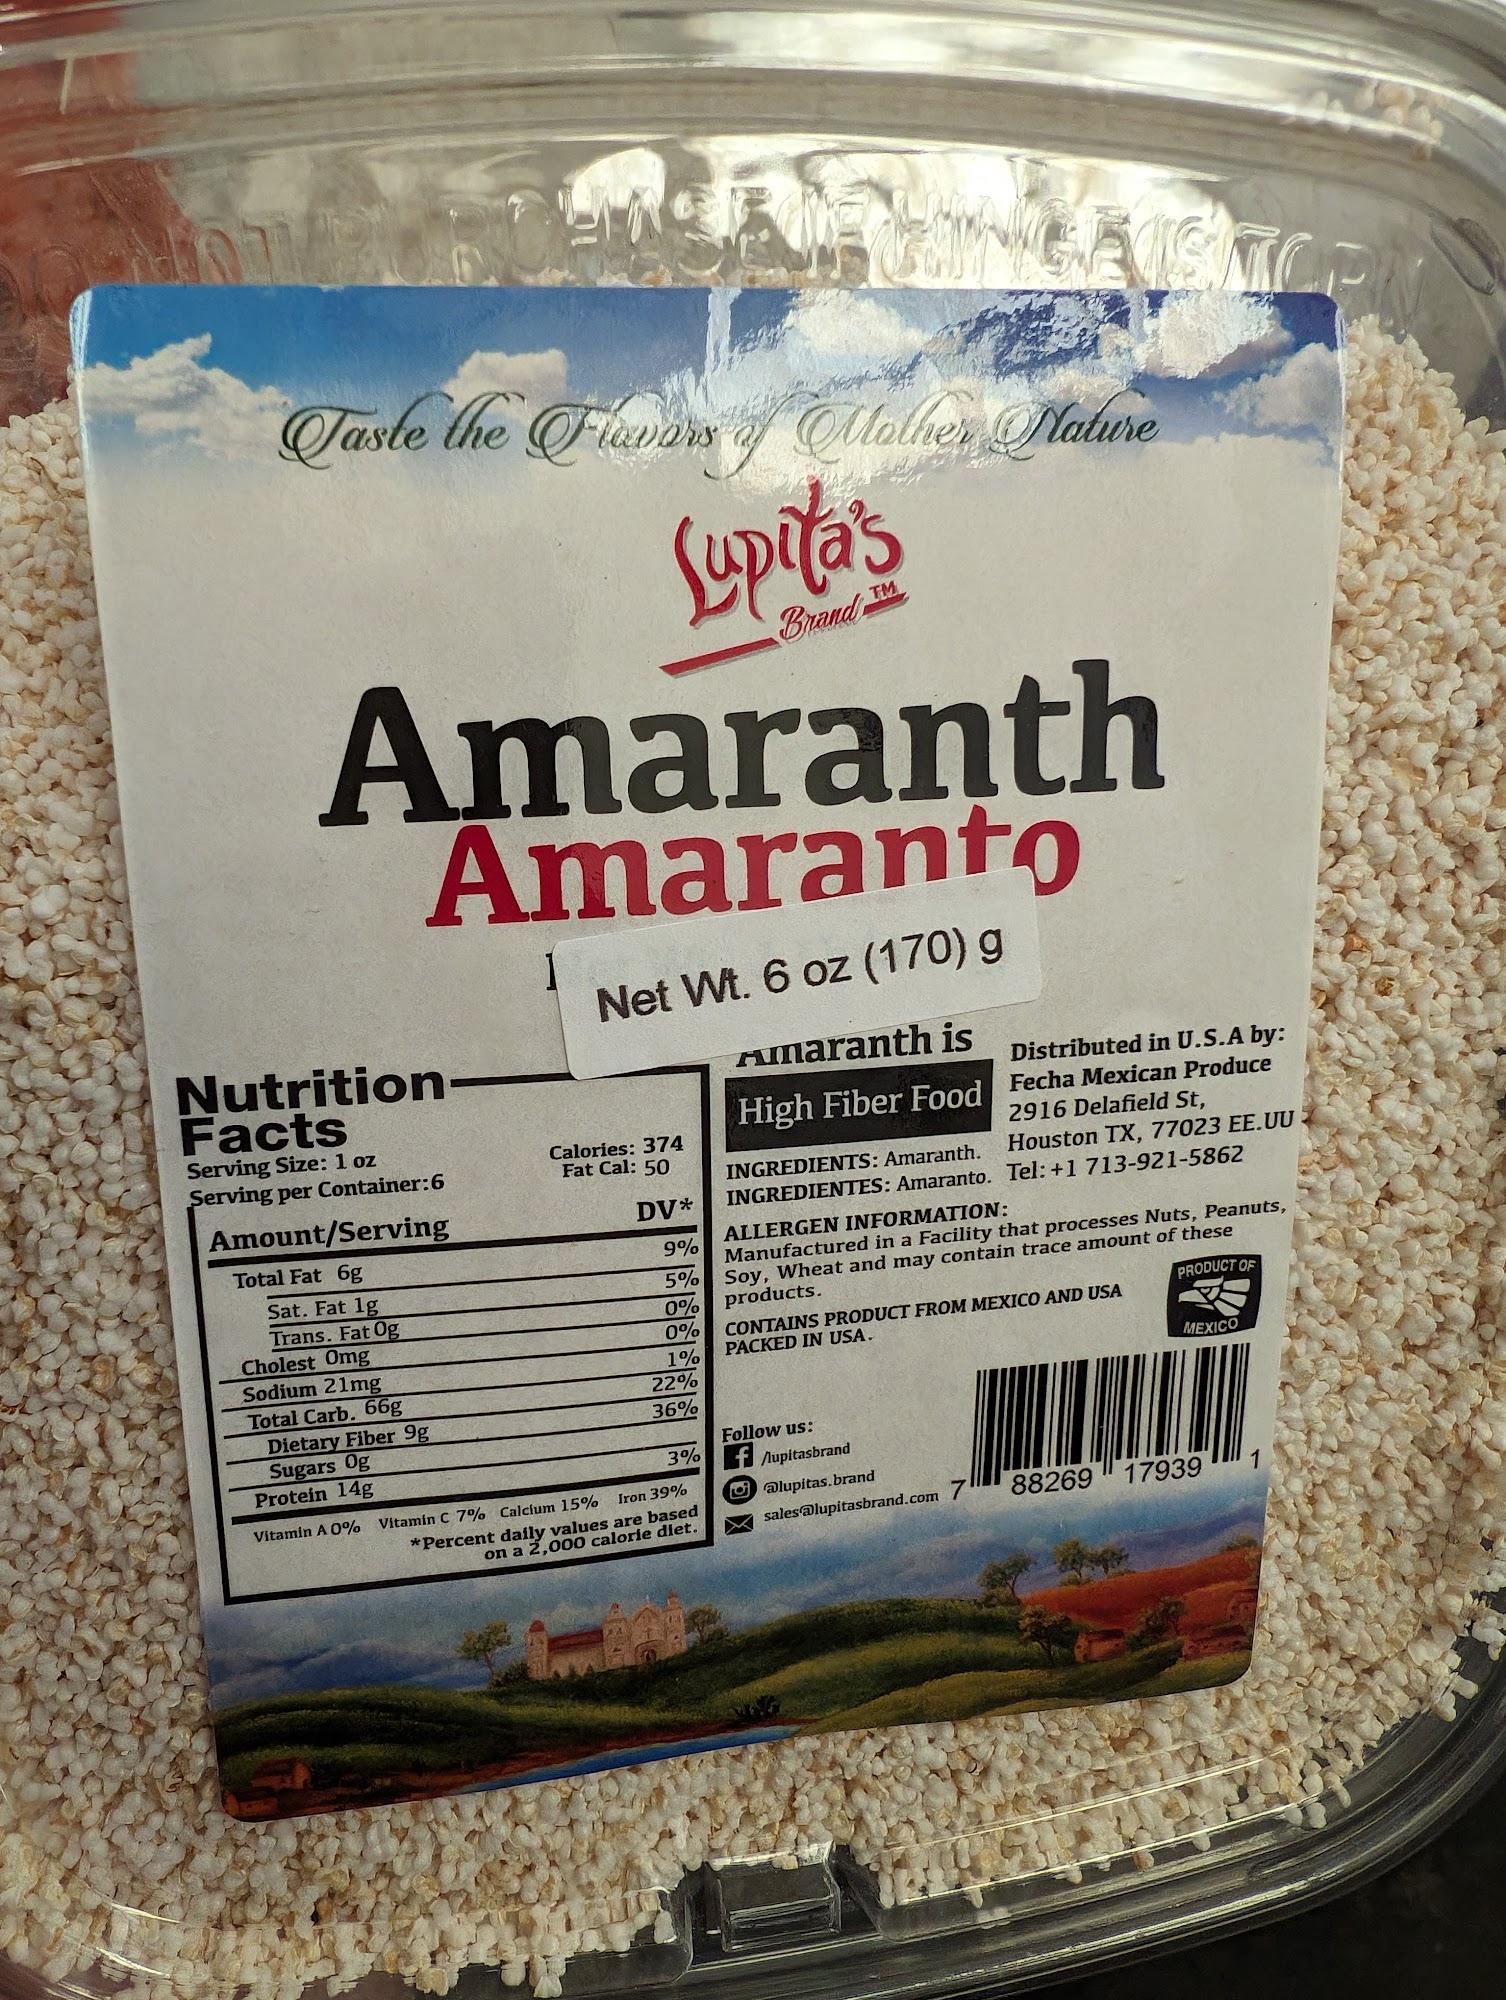 Taste the Flavors of Mother Nature
Lupita's
Brand TM
Amaranth
Amaranto
Net Wt. 6 oz (170) g
Nutrition
Facts
Serving Size: 1 oz
Serving per Container:6
Calories: 374
Fat Cal: 50
Amount/Serving DV*
Total Fat 6g 9%
Sat. Fat 1g 5%
Trans. Fat 0g 0%
Cholest 0mg 0%
Sodium 21mg 1%
Total Carb. 66g 22%
Dietary Fiber 9g 36%
Sugars 0g
Protein 14g 3%
Vitamin A 0% Vitamin C 7% Calcium 15% Iron 39%
*Percent daily values are based
on a 2,000 calorie diet.
Amaranth is
High Fiber Food
INGREDIENTS: Amaranth.
INGREDIENTES: Amaranto.
Distributed in U.S.A by:
Fecha Mexican Produce
2916 Delafield St,
Houston TX, 77023 EE.UU
Tel: +1 713-921-5862
ALLERGEN INFORMATION:
Manufactured in a Facility that processes Nuts, Peanuts,
Soy, Wheat and may contain trace amount of these
products.
CONTAINS PRODUCT FROM MEXICO AND USA
PACKED IN USA.
PRODUCT OF
MEXICO
Follow us:
/lupitasbrand
@lupitas.brand
sales@lupitasbrand.com
7 88269 17939 1